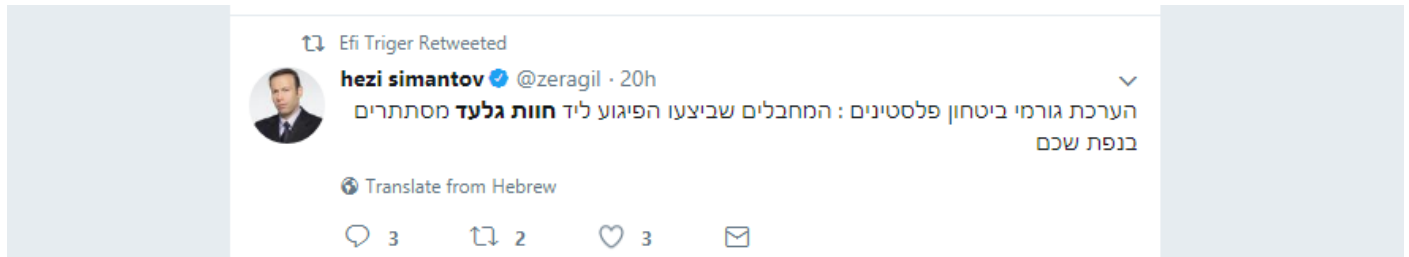 Efi Triger Retweeted
hezi simantov @zeragil · 20h
הערכת גורמי ביטחון פלסטינים : המחבלים שביצעו הפיגוע ליד חוות גלעד מסתתרים
בנפת שכם
Translate from Hebrew
3 2 3